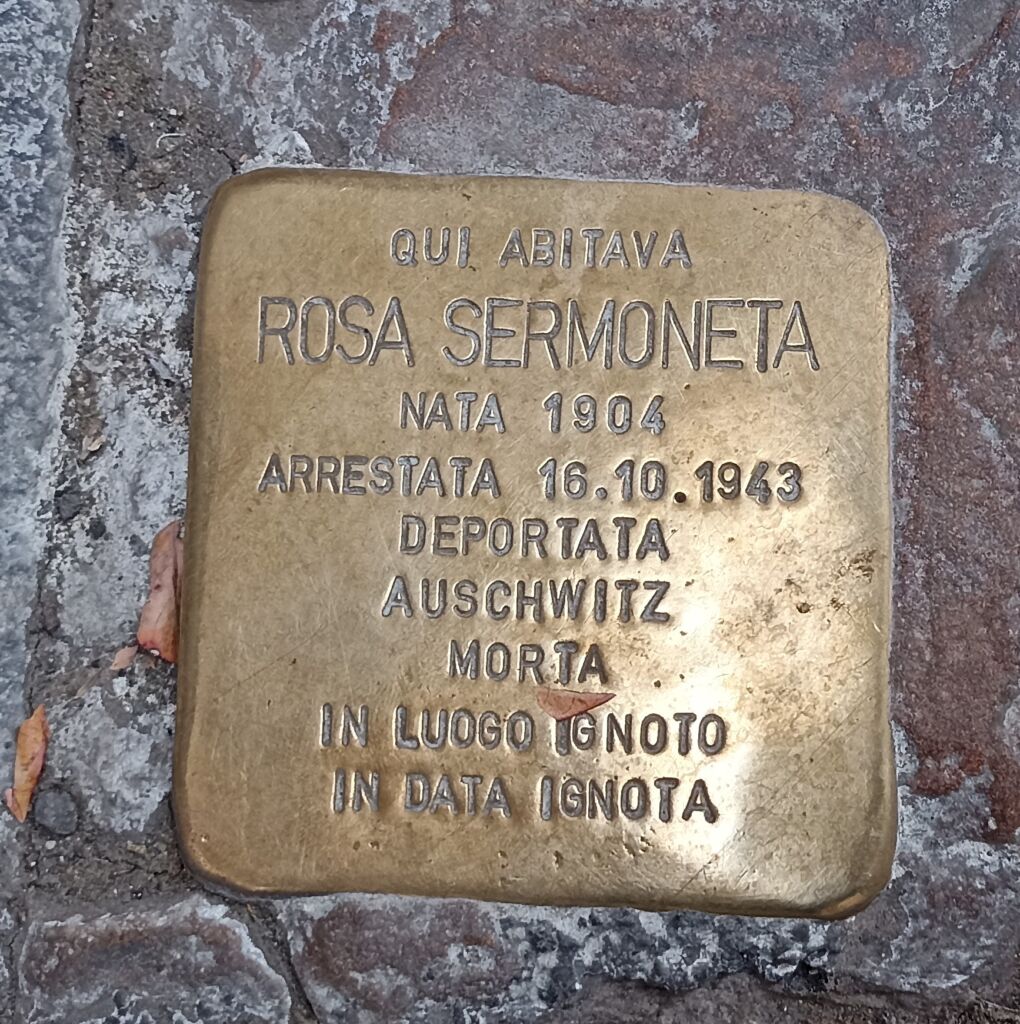 QUI ABITAVA
ROSA SERMONETA
NATA 1904
ARRESTATA 16.10.1943
DEPORTATA
AUSCHWITZ
MORTA
IN LUOGO IGNOTO
IN DATA IGNOTA